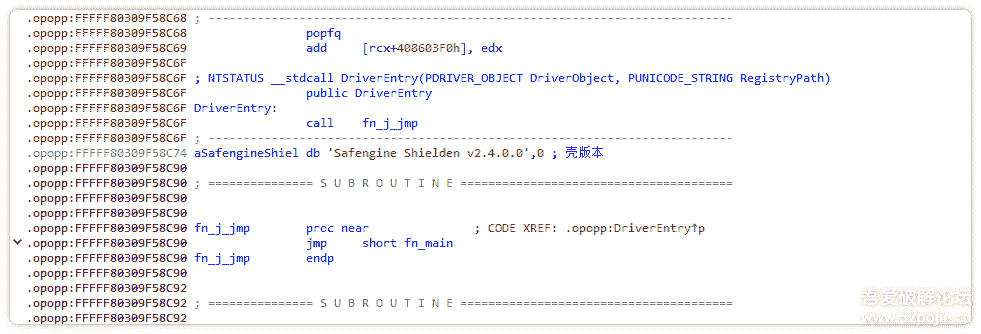 .opopp:FFFFF80309F58C68 ; ---------------------------------------------------------------------------
.opopp:FFFFF80309F58C68                 popfq
.opopp:FFFFF80309F58C69                 add     [rcx+408603F0h], edx
.opopp:FFFFF80309F58C6F
.opopp:FFFFF80309F58C6F ; NTSTATUS __stdcall DriverEntry(PDRIVER_OBJECT DriverObject, PUNICODE_STRING RegistryPath)
.opopp:FFFFF80309F58C6F                 public DriverEntry
.opopp:FFFFF80309F58C6F DriverEntry:
.opopp:FFFFF80309F58C6F                 call    fn_j_jmp
.opopp:FFFFF80309F58C6F ; ---------------------------------------------------------------------------
.opopp:FFFFF80309F58C74 aSafengineShiel db 'Safengine Shielden v2.4.0.0',0 ; 壳版本
.opopp:FFFFF80309F58C90
.opopp:FFFFF80309F58C90 ; =============== S U B R O U T I N E =======================================
.opopp:FFFFF80309F58C90
.opopp:FFFFF80309F58C90
.opopp:FFFFF80309F58C90 fn_j_jmp        proc near               ; CODE XREF: .opopp:DriverEntry↑p
.opopp:FFFFF80309F58C90                 jmp     short fn_main
.opopp:FFFFF80309F58C90 fn_j_jmp        endp
.opopp:FFFFF80309F58C90
.opopp:FFFFF80309F58C92
.opopp:FFFFF80309F58C92 ; =============== S U B R O U T I N E =======================================
.opopp:FFFFF80309F58C92
吾爱破解论坛
www.52pojie.cn